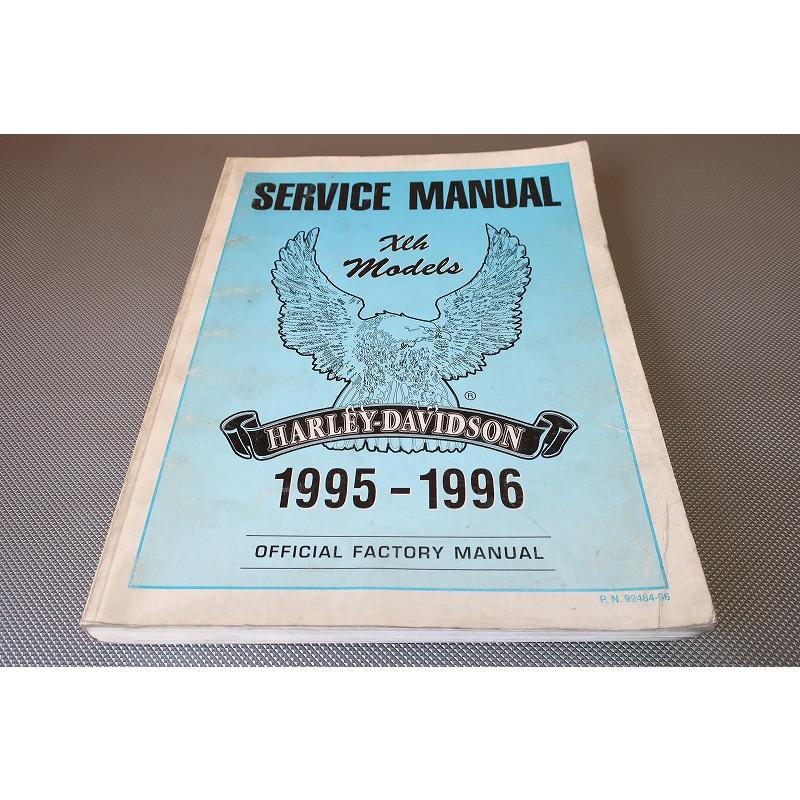 SERVICE MANUAL
Xlh
Models
®
HARLEY-DAVIDSON
1995 - 1996
OFFICIAL FACTORY MANUAL
P. N. 99484-96